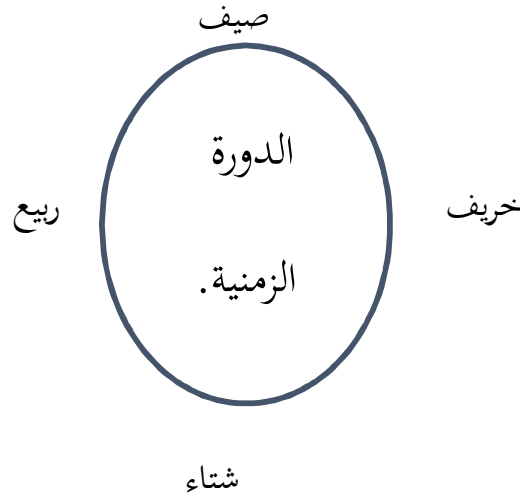 صيف
الدورة
خريف
ربيع
الزمنية.
شتاء